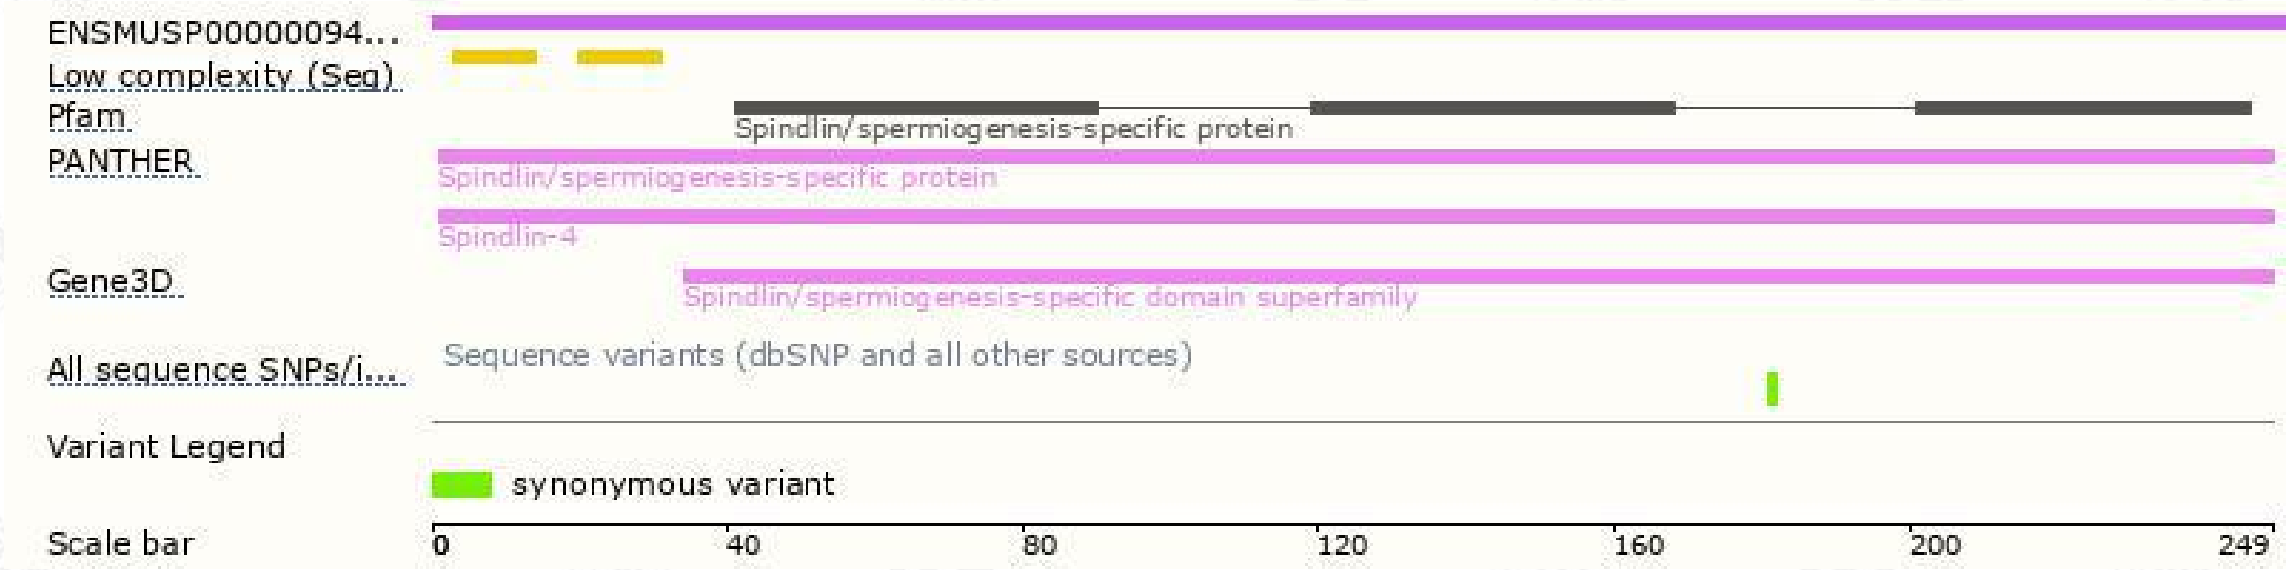 ENSMUSP00000094...
Low complexity (Seg)
Pfam
Spindlin/spermiogenesis-specific protein
PANTHER
Spindlin/spermiogenesis-specific protein
Spindlin-4
Gene3D
Spindlin/spermiogenesis-specific domain superfamily
All sequence SNPs/i...
Sequence variants (dbSNP and all other sources)
Variant Legend
synonymous variant
Scale bar
0 40 80 120 160 200 249